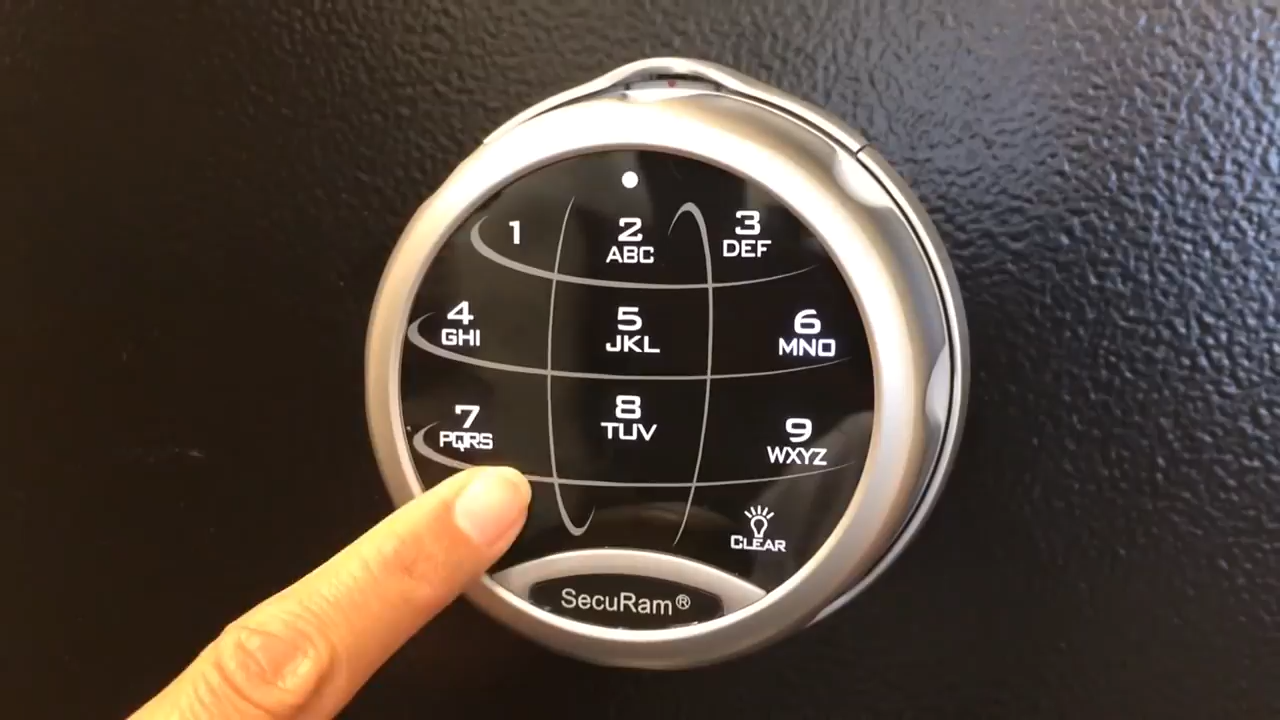 1
2
ABC
3
DEF
4
GHI
5
JKL
6
MNO
7
PQRS
8
TUV
9
WXYZ
CLEAR
SecuRam®